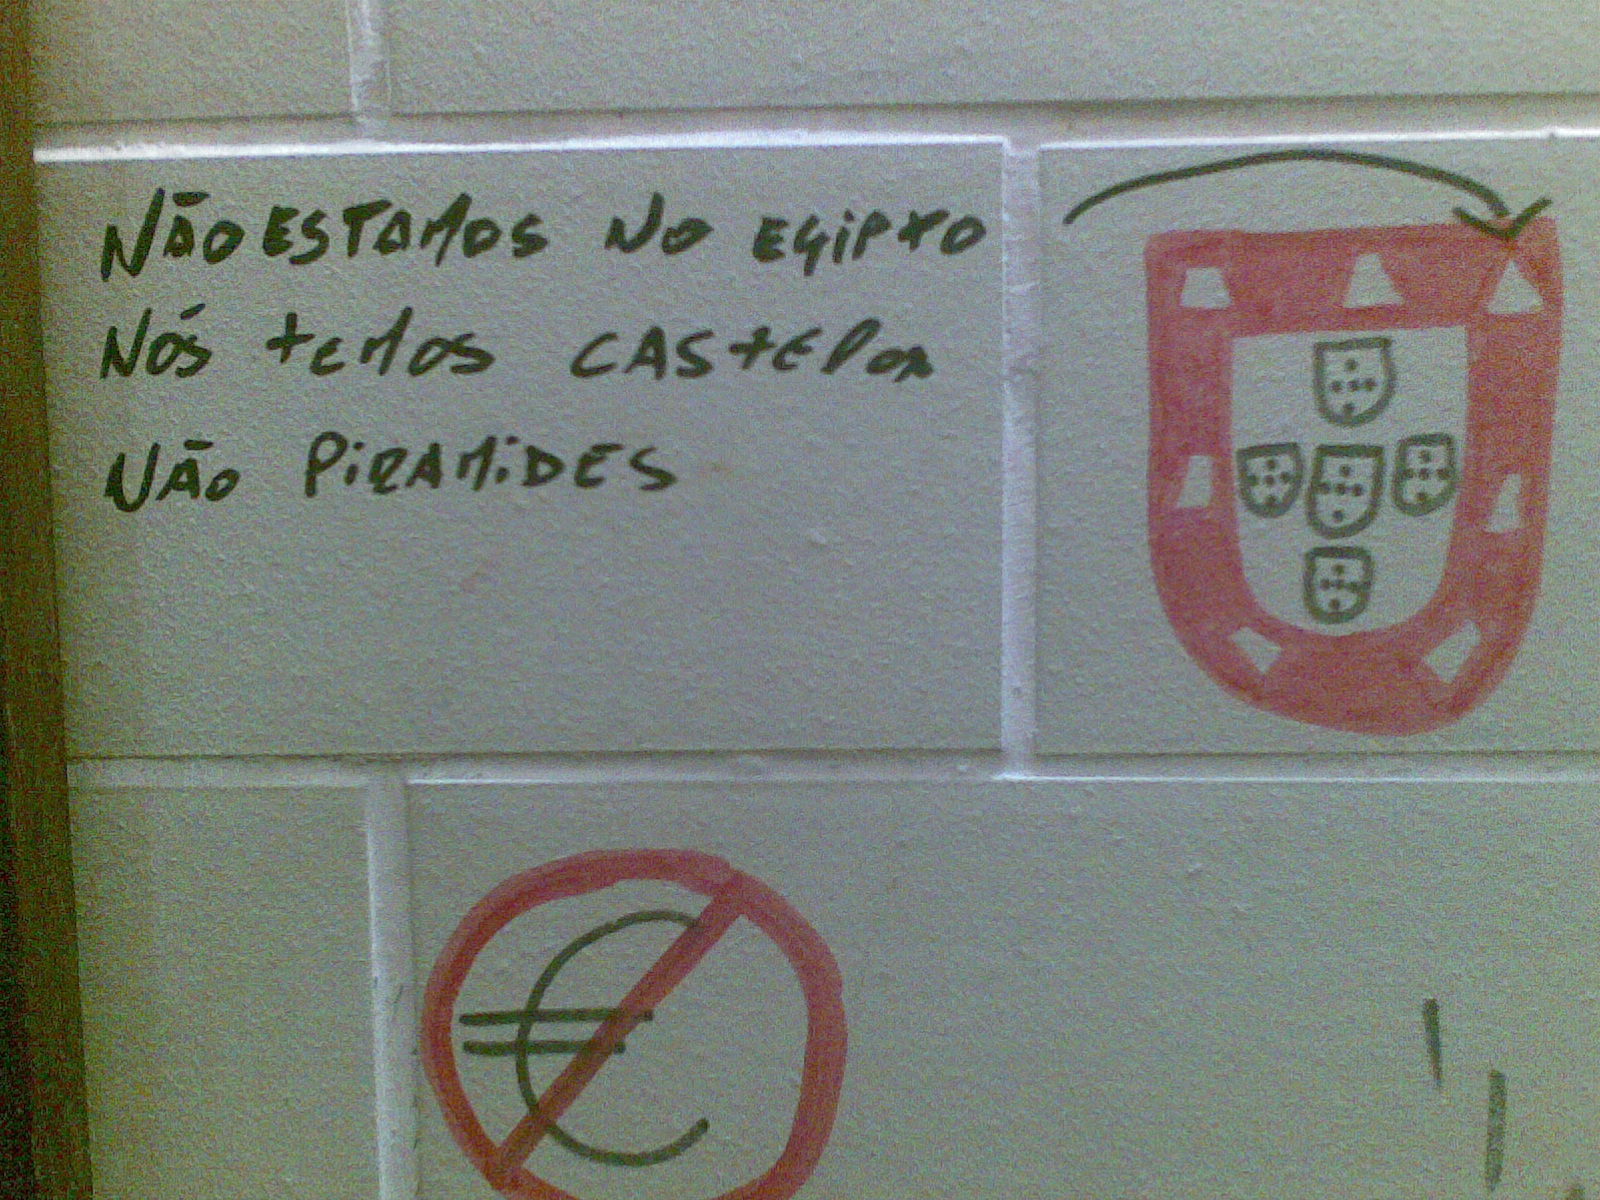 NÃO ESTAMOS NO EGIPTO
NÓS TEMOS CASTELOS
NÃO PIRAMIDES
€